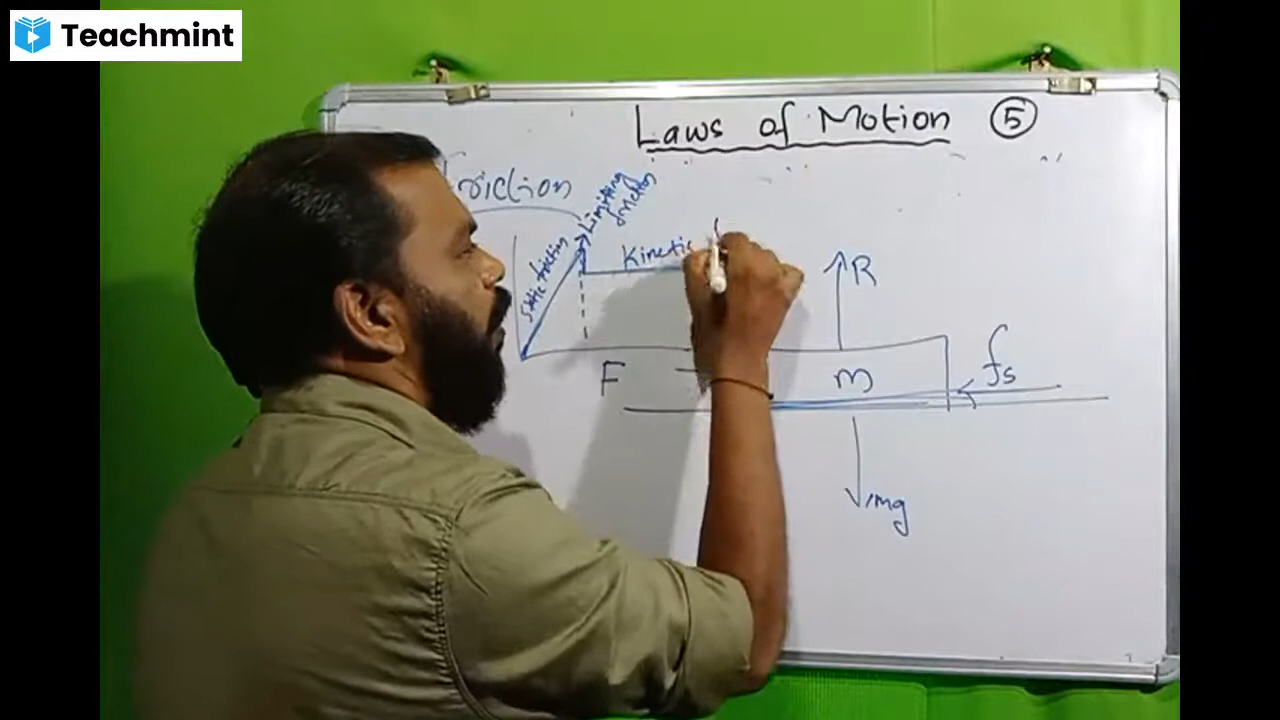 Teachmint
Laws of Motion 5
Friction
Limiting
friction
Static friction
Kinetic
R
F
m
fs
mg